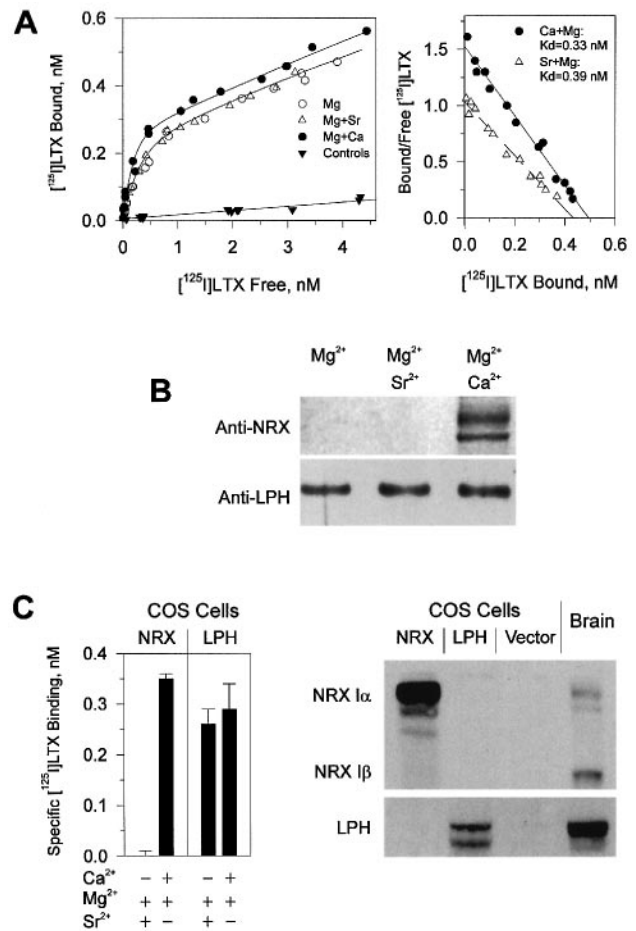 A
[¹²⁵I]LTX Bound, nM
0.6
0.4
0.2
0.0
0 1 2 3 4
[¹²⁵I]LTX Free, nM
Mg
Mg+Sr
Mg+Ca
Controls
Bound/Free [¹²⁵I]LTX
1.5
1.0
0.5
0.0
0.0 0.2 0.4 0.6
[¹²⁵I]LTX Bound, nM
Ca+Mg:
Kd=0.33 nM
Sr+Mg:
Kd=0.39 nM
B
Mg²⁺ Mg²⁺ Mg²⁺
Sr²⁺ Ca²⁺
Anti-NRX
Anti-LPH
C
COS Cells
NRX LPH
Specific [¹²⁵I]LTX Binding, nM
0.4
0.3
0.2
0.1
0.0
Ca²⁺ − + − +
Mg²⁺ + + + +
Sr²⁺ + − + −
COS Cells Brain
NRX LPH Vector
NRX Iα
NRX Iβ
LPH